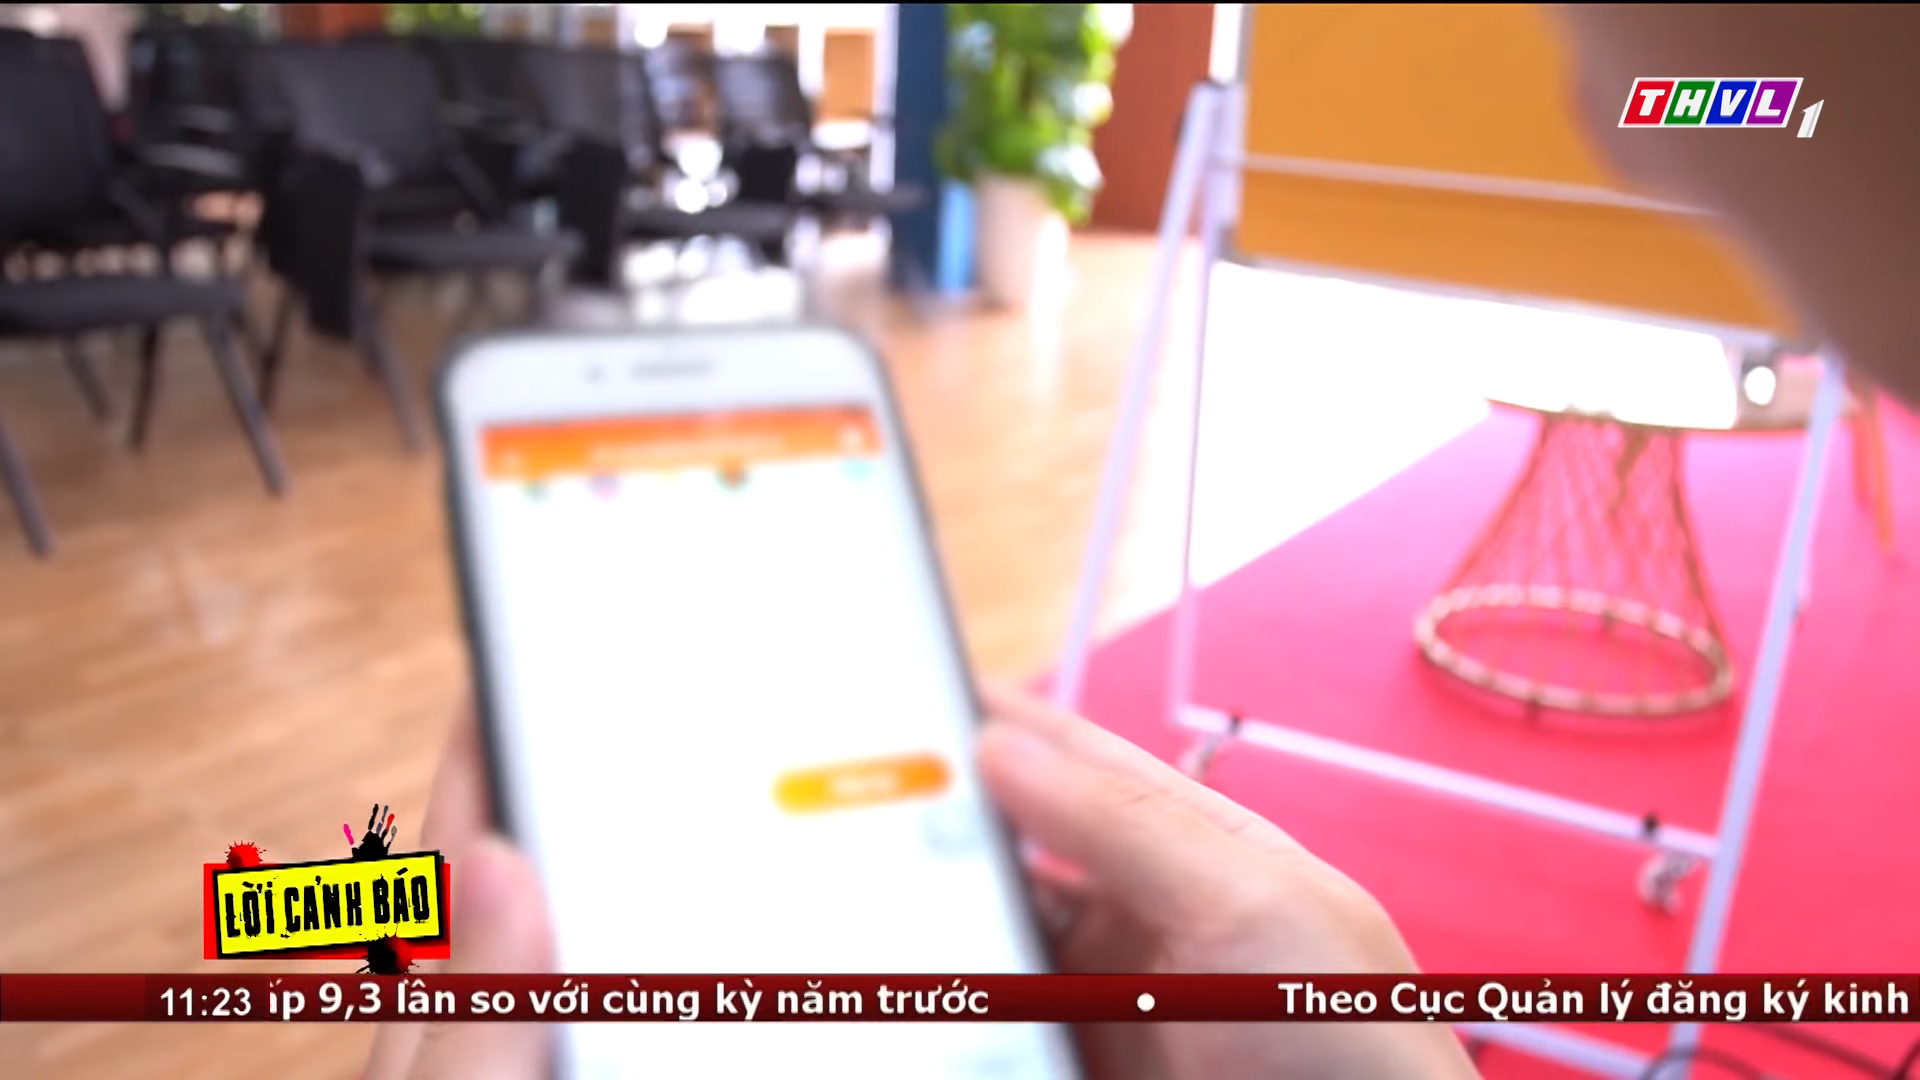 THVL1
LỜI CẢNH BÁO
11:23 ấp 9,3 lần so với cùng kỳ năm trước • Theo Cục Quản lý đăng ký kinh